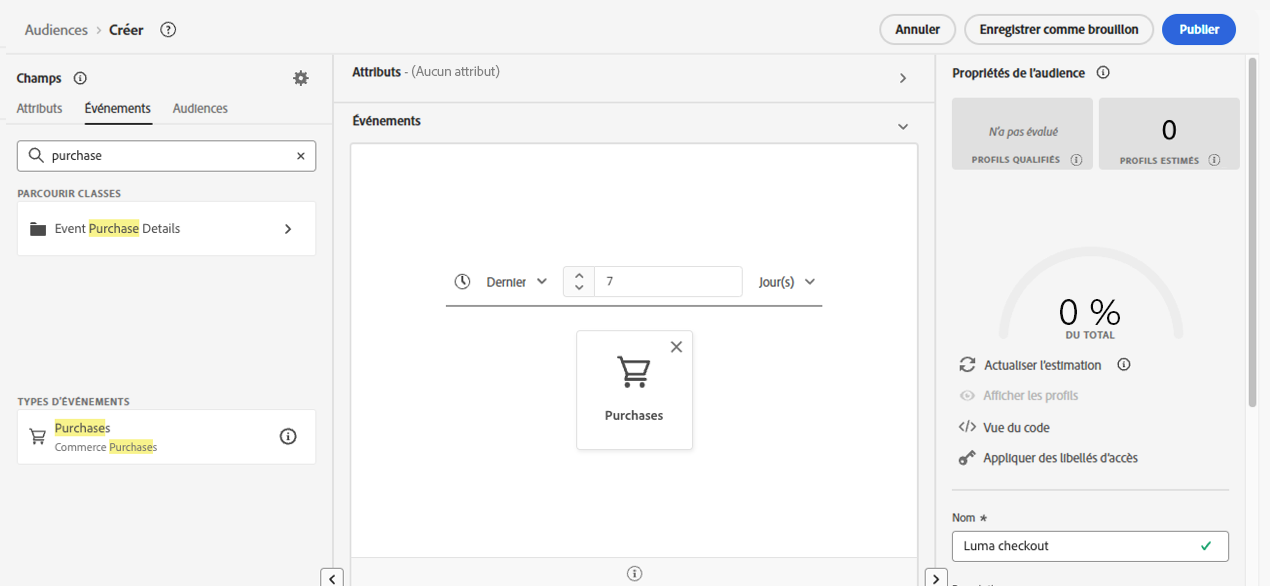 Audiences › Créer
Annuler
Enregistrer comme brouillon
Publier
Champs
Attributs
Événements
Audiences
purchase
PARCOURIR CLASSES
Event Purchase Details
TYPES D'ÉVÉNEMENTS
Purchases
Commerce Purchases
Attributs - (Aucun attribut)
Événements
Dernier
7
Jour(s)
Purchases
Propriétés de l'audience
N'a pas évalué
PROFILS QUALIFIÉS
0
PROFILS ESTIMÉS
0 %
DU TOTAL
Actualiser l'estimation
Afficher les profils
Vue du code
Appliquer des libellés d'accès
Nom *
Luma checkout